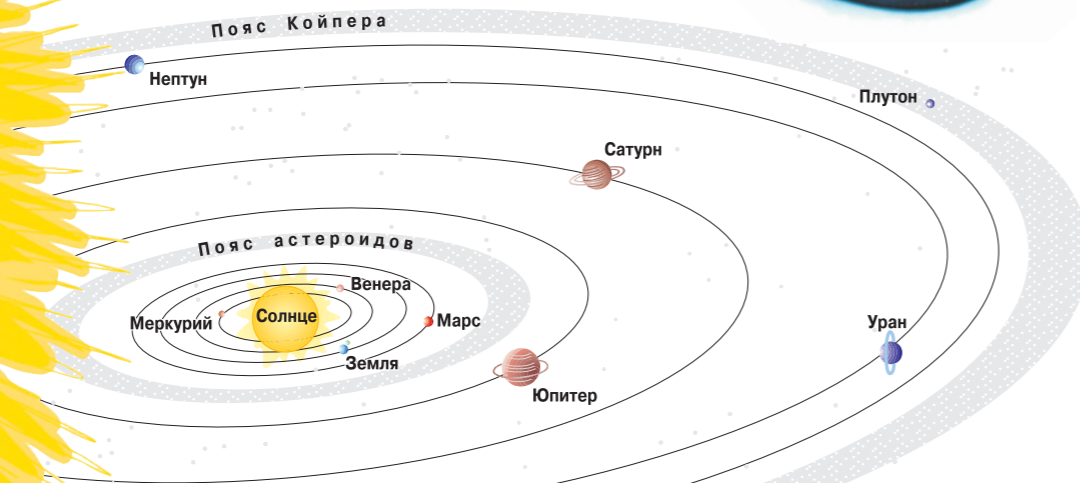 Пояс Койпера
Нептун
Плутон
Сатурн
Пояс астероидов
Венера
Солнце
Меркурий
Марс
Уран
Земля
Юпитер